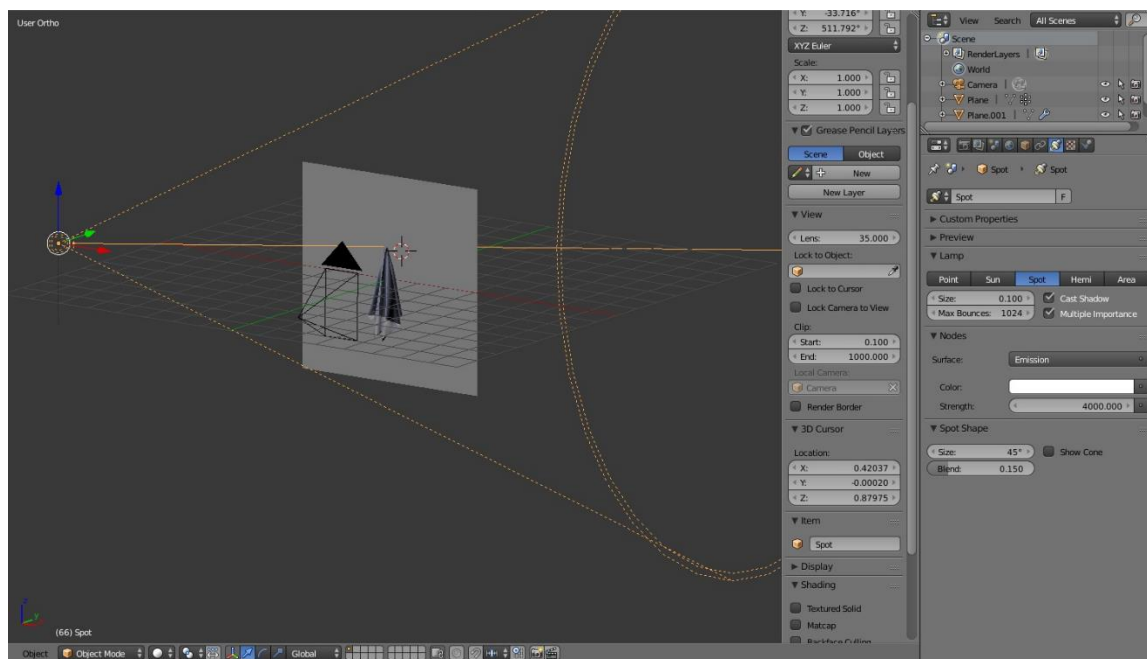 User Ortho
(66) Spot
Object
Object Mode
Global
Y: -33.716°
Z: 511.792°
XYZ Euler
Scale:
X: 1.000
Y: 1.000
Z: 1.000
Grease Pencil Layers
Scene Object
New
New Layer
View
Lens: 35.000
Lock to Object:
Lock to Cursor
Lock Camera to View
Clip:
Start: 0.100
End: 1000.000
Local Camera:
Camera
Render Border
3D Cursor
Location:
X: 0.42037
Y: -0.00020
Z: 0.87975
Item
Spot
Display
Shading
Textured Solid
Matcap
Backface Culling
View Search All Scenes
Scene
RenderLayers
World
Camera
Plane
Plane.001
Spot Spot
Spot F
Custom Properties
Preview
Lamp
Point Sun Spot Hemi Area
Size: 0.100 Cast Shadow
Max Bounces: 1024 Multiple Importance
Nodes
Surface: Emission
Color:
Strength: 4000.000
Spot Shape
Size: 45° Show Cone
Blend: 0.150